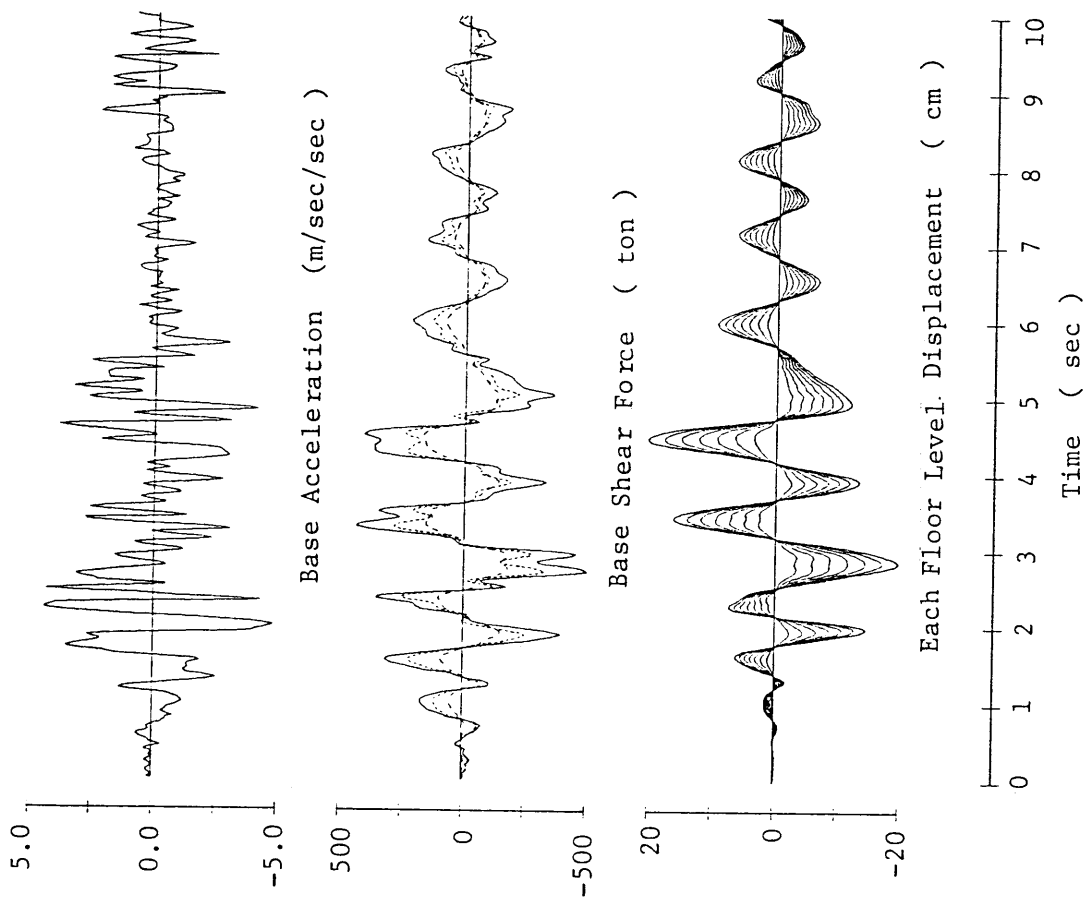 5.0
0.0
-5.0
Base Acceleration (m/sec/sec)
500
0
-500
Base Shear Force ( ton )
20
0
-20
Each Floor Level Displacement ( cm )
0 1 2 3 4 5 6 7 8 9 10
Time ( sec )